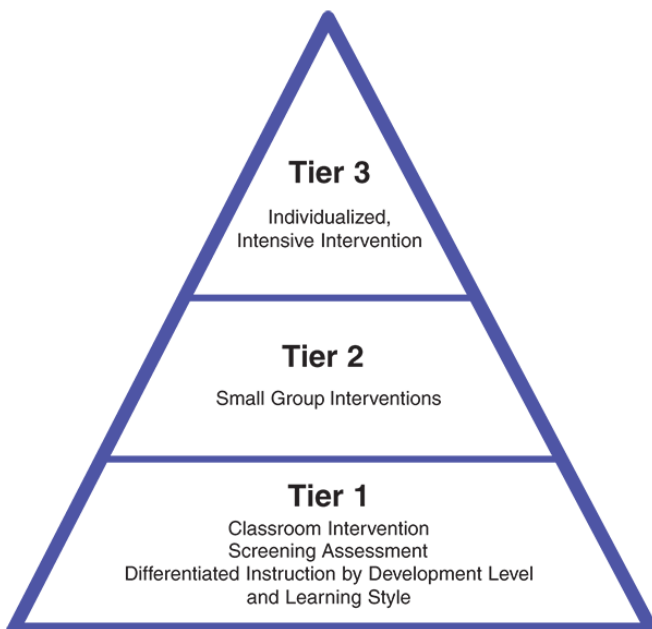 Tier 3
Individualized,
Intensive Intervention
Tier 2
Small Group Interventions
Tier 1
Classroom Intervention
Screening Assessment
Differentiated Instruction by Development Level
and Learning Style